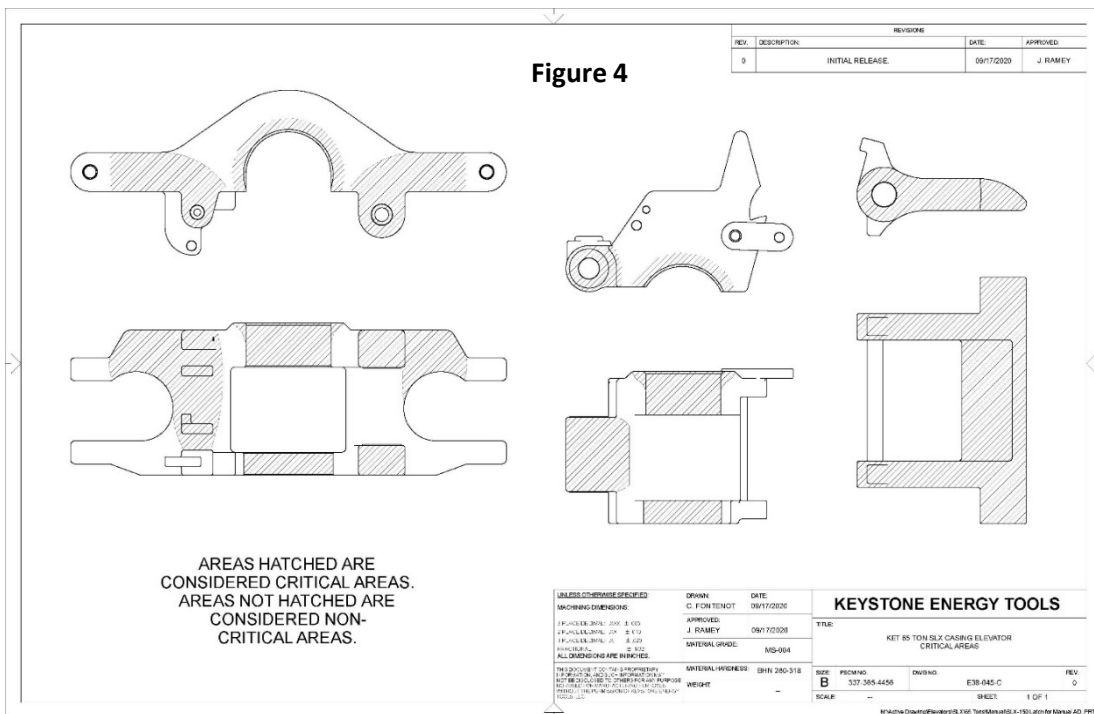 REVISIONS
REV. DESCRIPTION: DATE: APPROVED:
0 INITIAL RELEASE. 09/17/2020 J. RAMEY
Figure 4
AREAS HATCHED ARE
CONSIDERED CRITICAL AREAS.
AREAS NOT HATCHED ARE
CONSIDERED NON-
CRITICAL AREAS.
UNLESS OTHERWISE SPECIFIED:
MACHINING DIMENSIONS:
ALL DIMENSIONS ARE IN INCHES.
DRAWN: DATE:
C. FONTENOT 09/17/2020
APPROVED:
J. RAMEY 09/17/2020
MATERIAL GRADE:
MS-004
MATERIAL HARDNESS: BHN 280-318
WEIGHT: --
KEYSTONE ENERGY TOOLS
TITLE:
KET 65 TON SLX CASING ELEVATOR
CRITICAL AREAS
SIZE: DWG NO. REV:
B 337-365-4456 E38-045-C 0
SCALE: -- SHEET: 1 OF 1